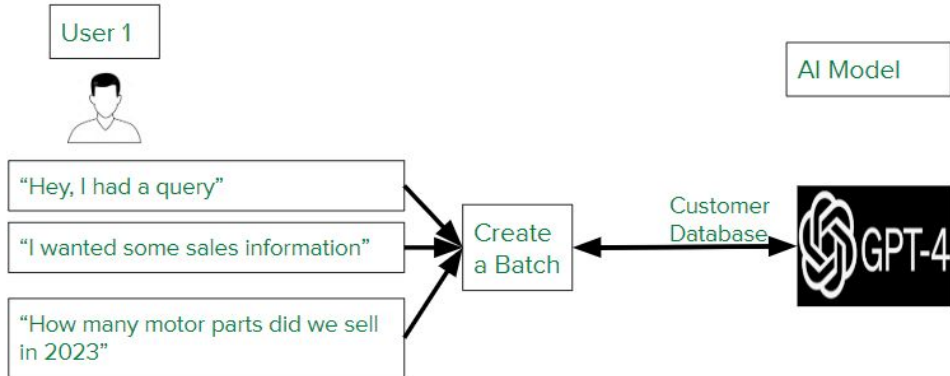 User 1
AI Model
“Hey, I had a query”
“I wanted some sales information”
“How many motor parts did we sell
in 2023”
Create
a Batch
Customer
Database
GPT-4